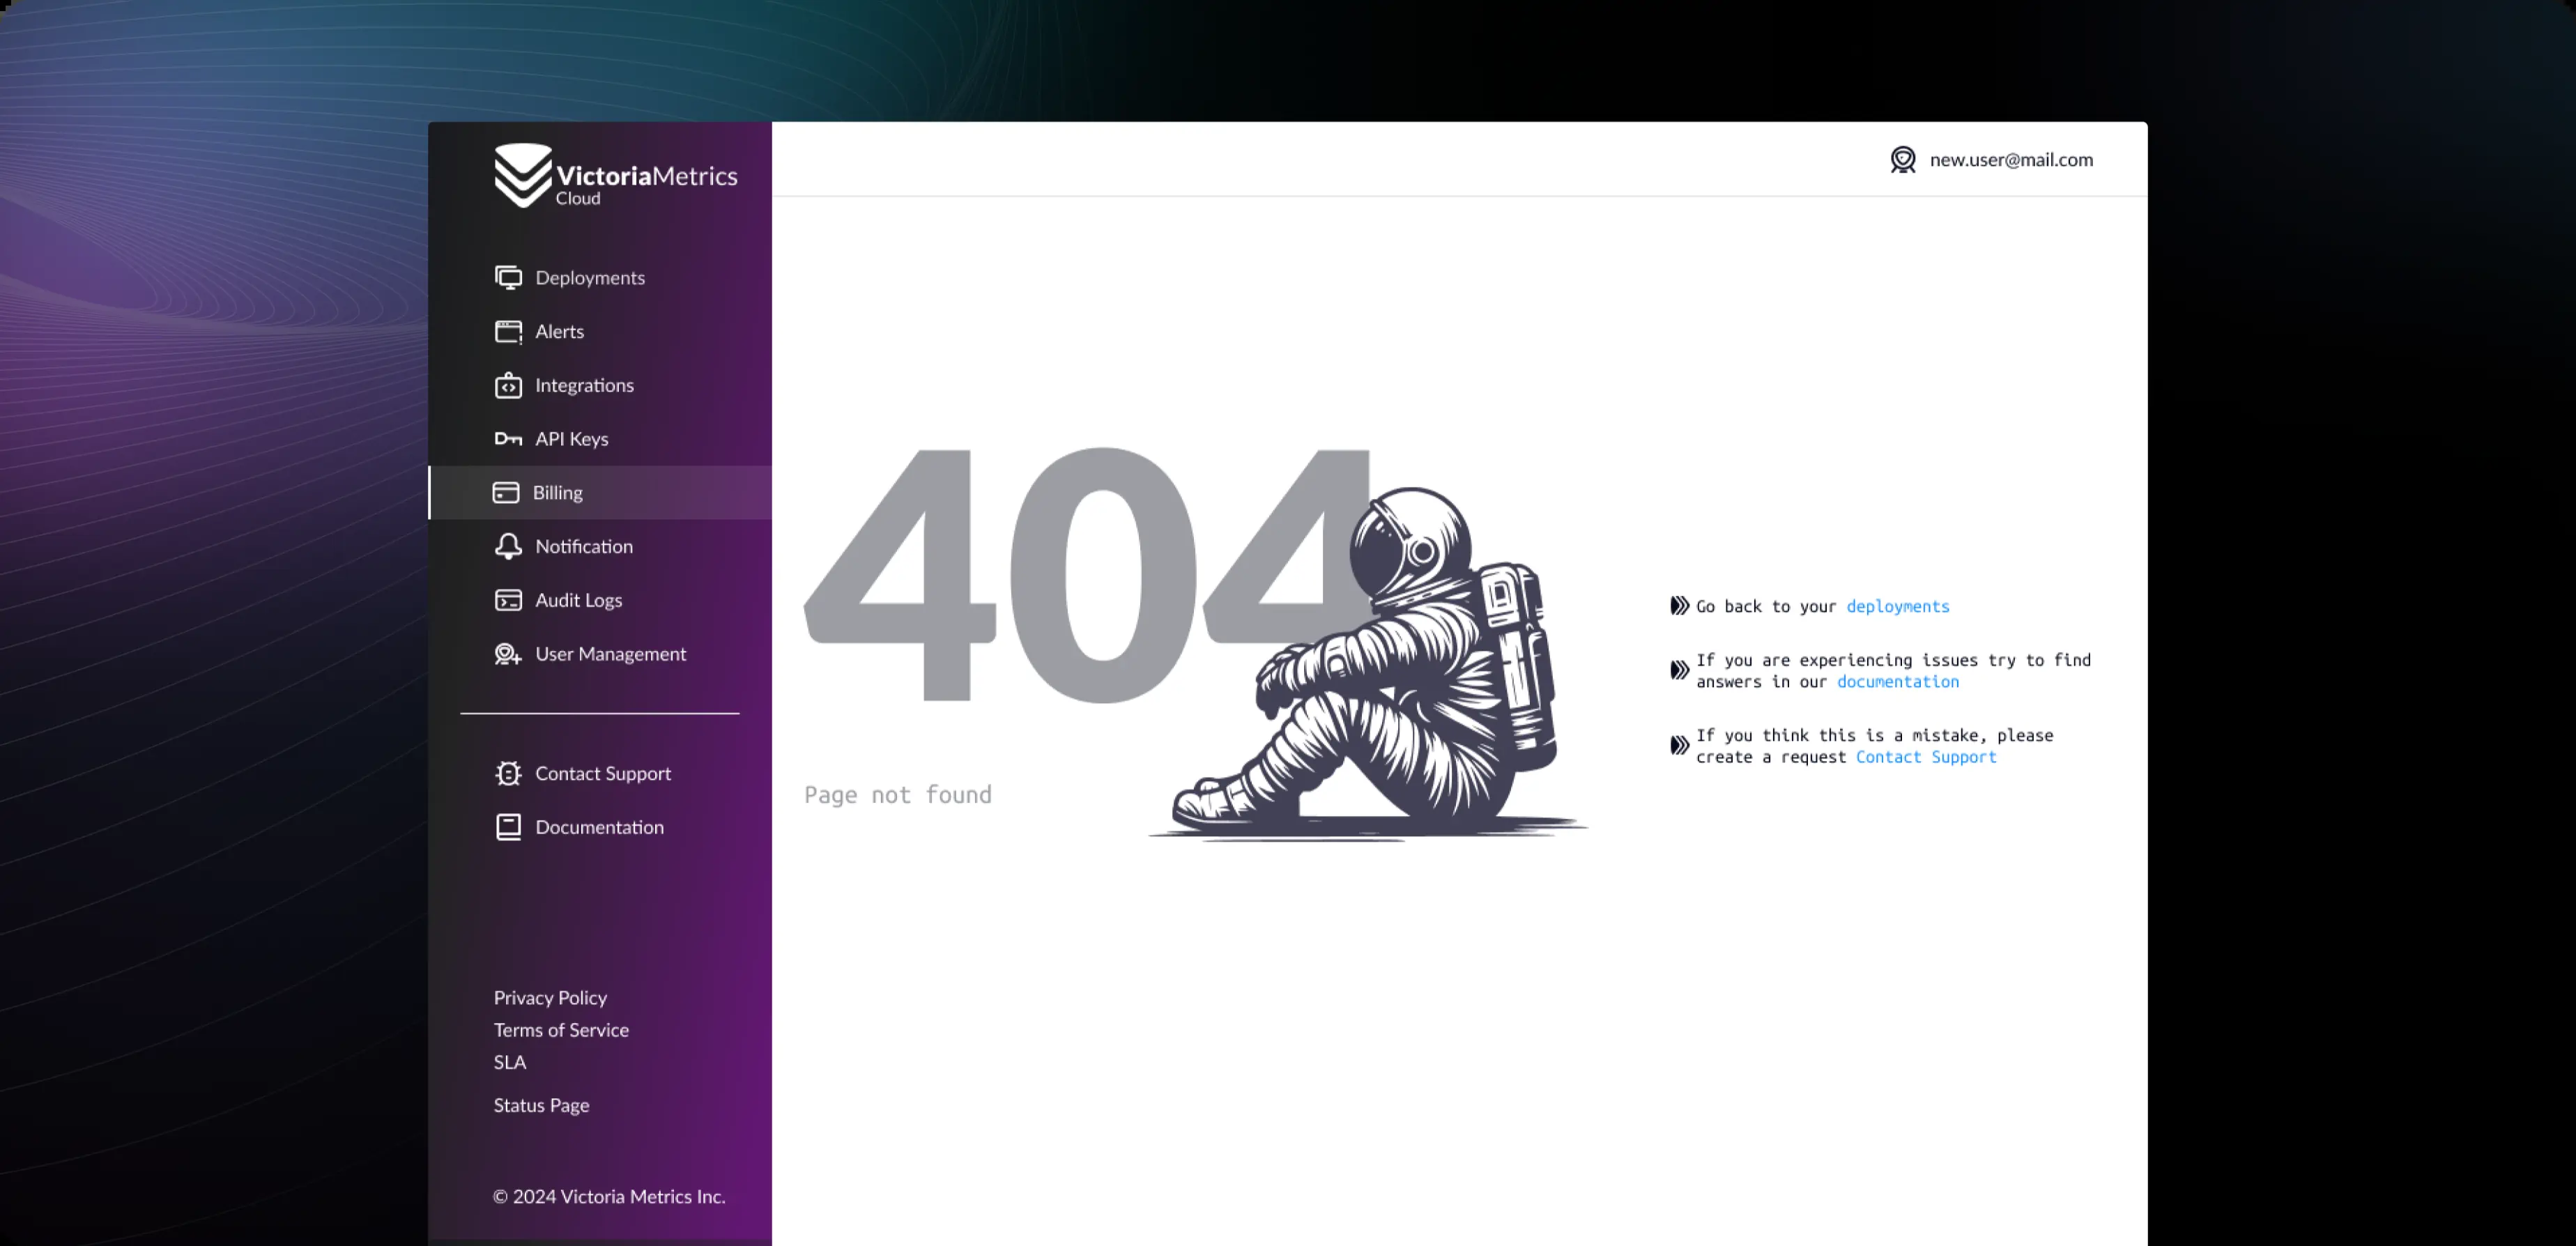 VictoriaMetrics
Cloud
Deployments
Alerts
Integrations
API Keys
Billing
Notification
Audit Logs
User Management
Contact Support
Documentation
Privacy Policy
Terms of Service
SLA
Status Page
© 2024 Victoria Metrics Inc.
new.user@mail.com
404
Page not found
Go back to your deployments
If you are experiencing issues try to find
answers in our documentation
If you think this is a mistake, please
create a request Contact Support